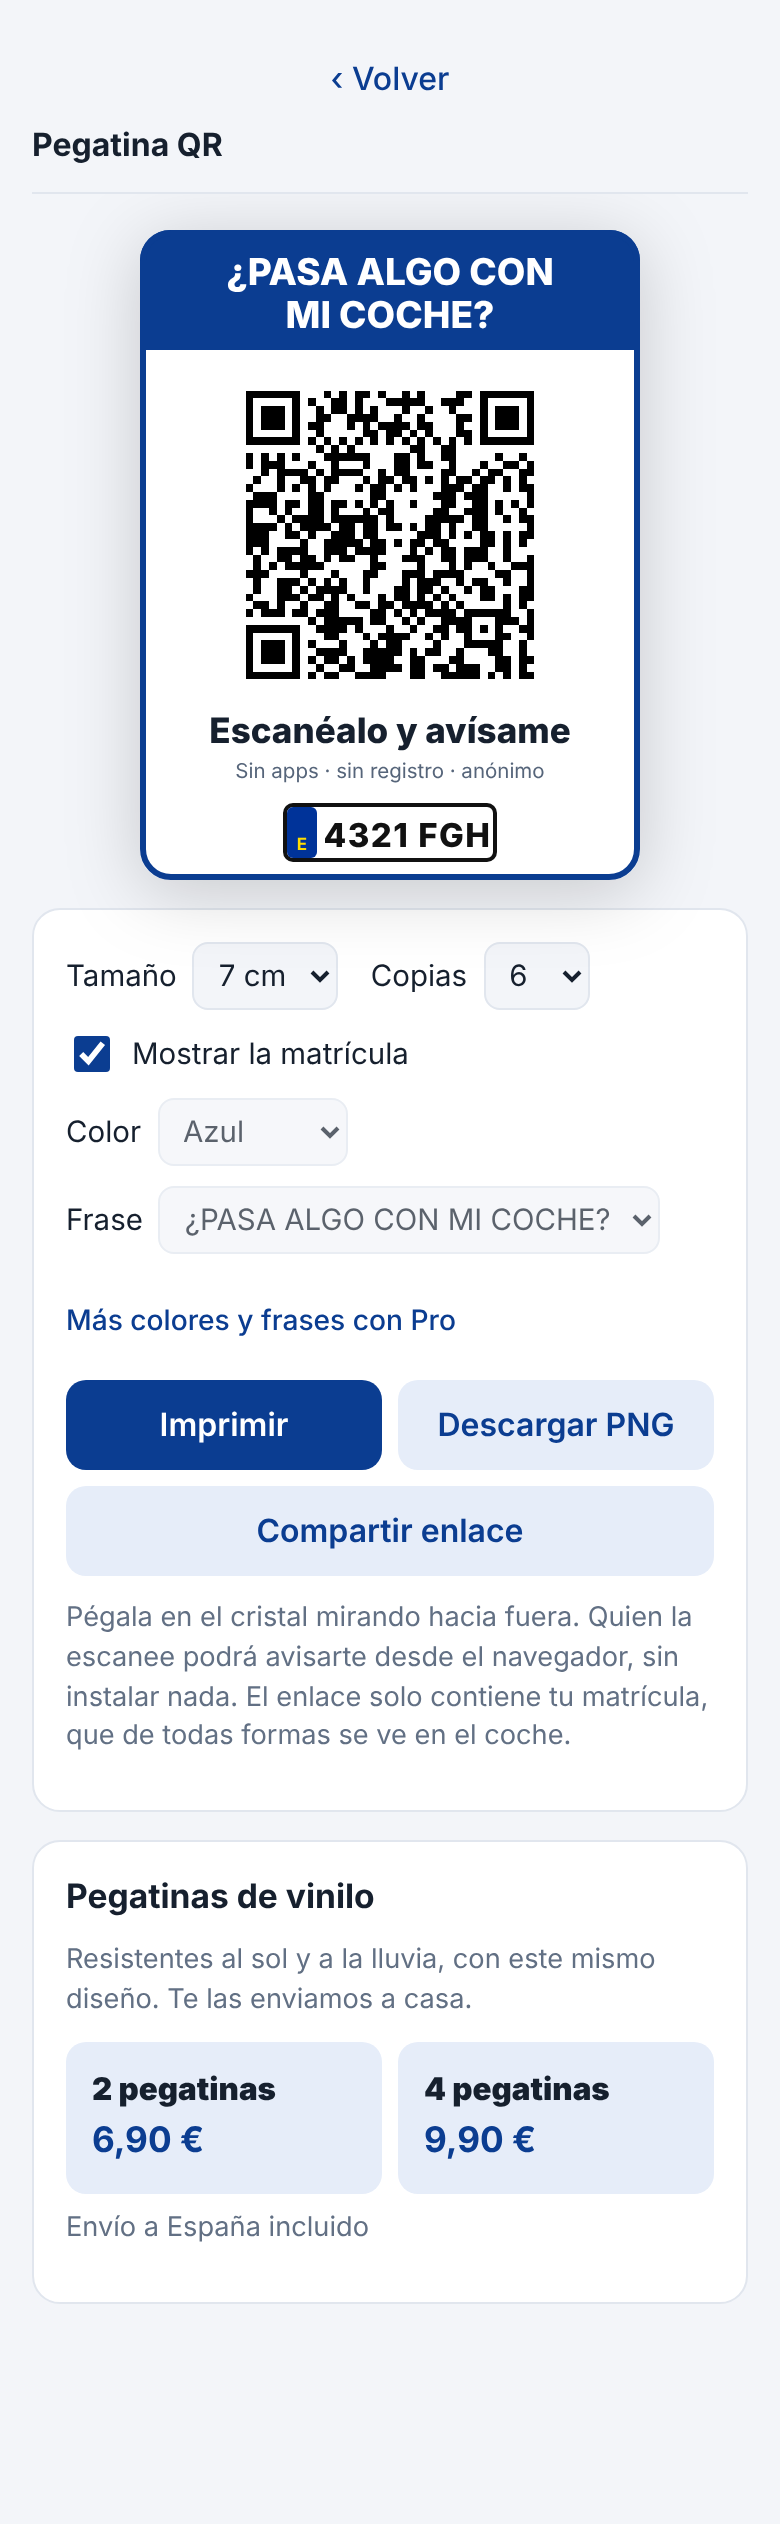 ‹ Volver
Pegatina QR
¿PASA ALGO CON
MI COCHE?
Escanéalo y avísame
Sin apps · sin registro · anónimo
E 4321 FGH
Tamaño 7 cm Copias 6
Mostrar la matrícula
Color Azul
Frase ¿PASA ALGO CON MI COCHE?
Más colores y frases con Pro
Imprimir Descargar PNG
Compartir enlace
Pégala en el cristal mirando hacia fuera. Quien la
escanee podrá avisarte desde el navegador, sin
instalar nada. El enlace solo contiene tu matrícula,
que de todas formas se ve en el coche.
Pegatinas de vinilo
Resistentes al sol y a la lluvia, con este mismo
diseño. Te las enviamos a casa.
2 pegatinas 4 pegatinas
6,90 € 9,90 €
Envío a España incluido